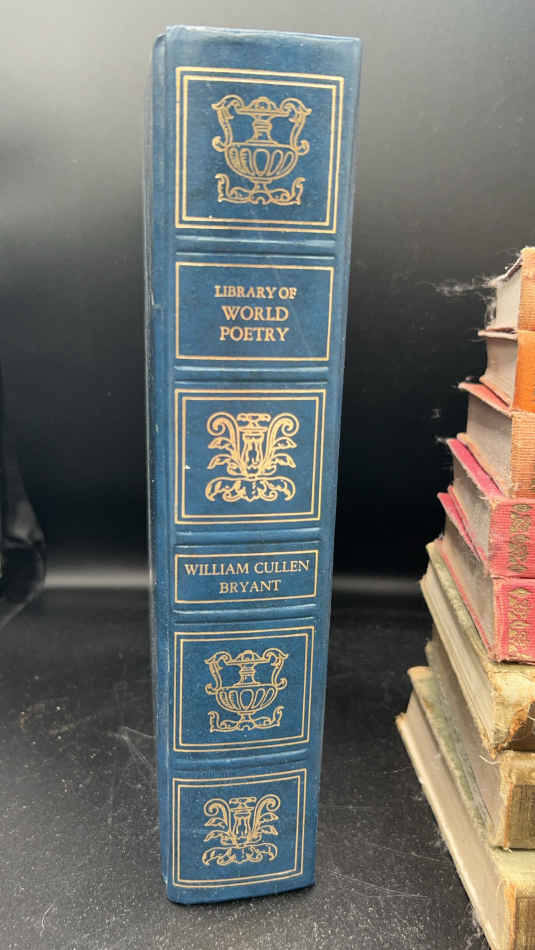 LIBRARY OF
WORLD
POETRY
WILLIAM CULLEN
BRYANT